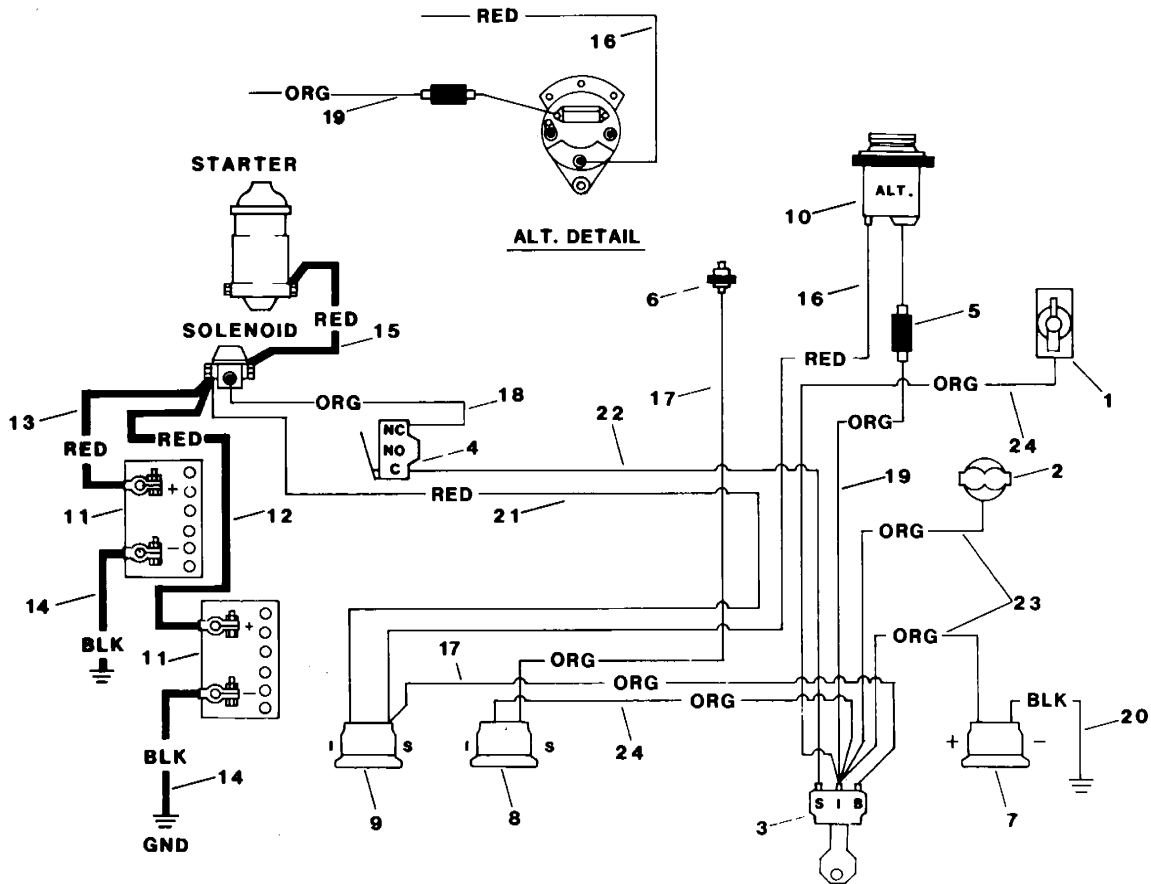 RED
16
ORG
19
STARTER
ALT.
10
ALT. DETAIL
6
16
5
SOLENOID
RED
15
RED
1
ORG
24
13
ORG
18
17
22
ORG
RED
RED
NC
NO
C
4
2
19
11
12
RED
21
ORG
+
−
14
23
BLK
+
ORG
11
17
ORG
−
ORG
ORG
BLK
20
BLK
14
I
S
I
S
24
+
−
S I B
9
8
3
7
GND